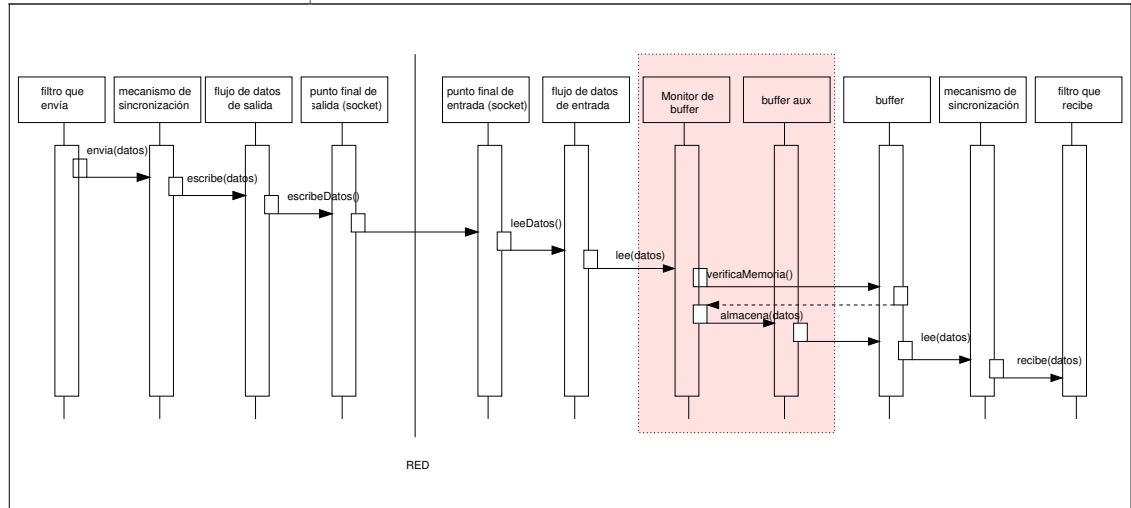 filtro que
envía
mecanismo de
sincronización
flujo de datos
de salida
punto final de
salida (socket)
punto final de
entrada (socket)
flujo de datos
de entrada
Monitor de
buffer
buffer aux
buffer
mecanismo de
sincronización
filtro que
recibe
envia(datos)
escribe(datos)
escribeDatos()
leeDatos()
lee(datos)
verificaMemoria()
almacena(datos)
lee(datos)
recibe(datos)
RED